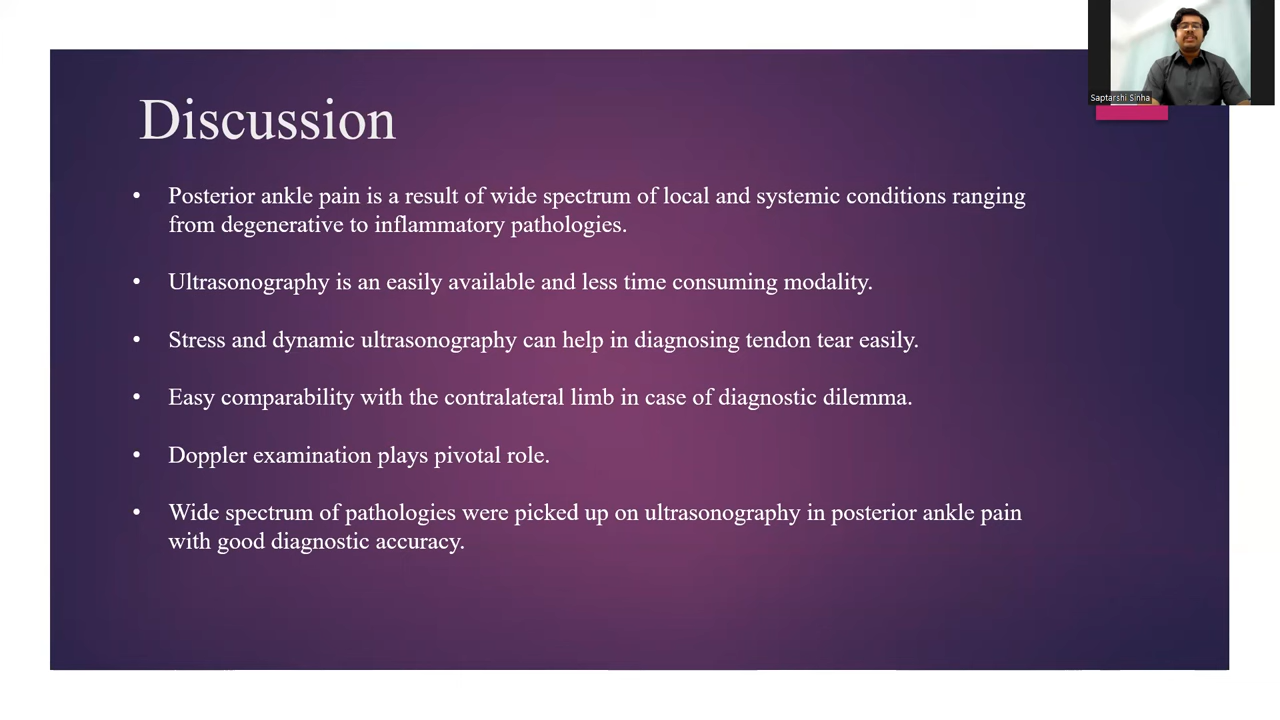 Saptarshi Sinha
Discussion
• Posterior ankle pain is a result of wide spectrum of local and systemic conditions ranging
from degenerative to inflammatory pathologies.
• Ultrasonography is an easily available and less time consuming modality.
• Stress and dynamic ultrasonography can help in diagnosing tendon tear easily.
• Easy comparability with the contralateral limb in case of diagnostic dilemma.
• Doppler examination plays pivotal role.
• Wide spectrum of pathologies were picked up on ultrasonography in posterior ankle pain
with good diagnostic accuracy.